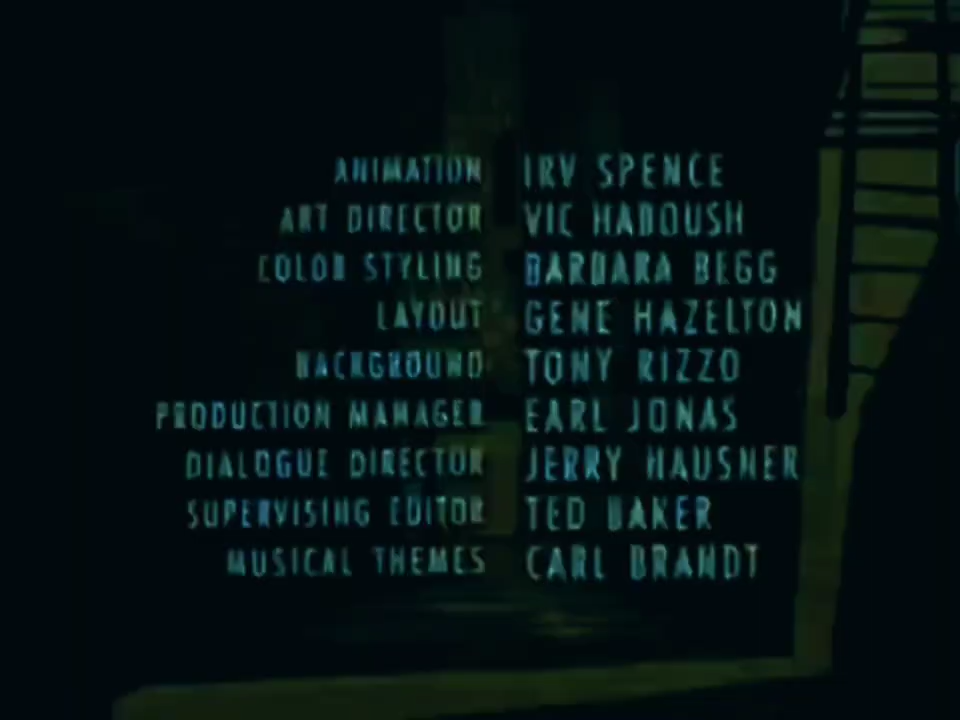 ANIMATION IRV SPENCE
ART DIRECTOR VIC HABOUSH
COLOR STYLING BARBARA BEGG
LAYOUT GENE HAZELTON
BACKGROUND TONY RIZZO
PRODUCTION MANAGER EARL JONAS
DIALOGUE DIRECTOR JERRY HAUSNER
SUPERVISING EDITOR TED BAKER
MUSICAL THEMES CARL BRANDT